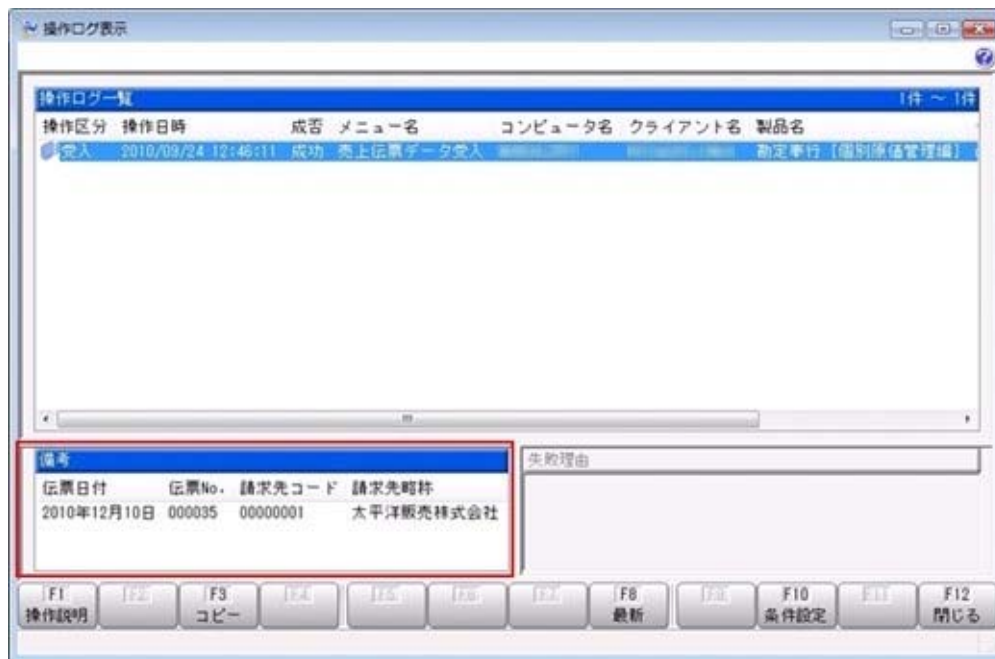 操作ログ表示
操作ログ一覧 1件 ～ 1件
操作区分 操作日時 成否 メニュー名 コンピュータ名 クライアント名 製品名
受入 2010/09/24 12:46:11 成功 売上伝票データ受入 勘定奉行【個別原価管理編】
備考
伝票日付 伝票No. 請求先コード 請求先略称
2010年12月10日 000035 00000001 太平洋販売株式会社
失敗理由
F1 F2 F3 F4 F5 F6 F7 F8 F9 F10 F11 F12
操作説明 コピー 最新 条件設定 閉じる